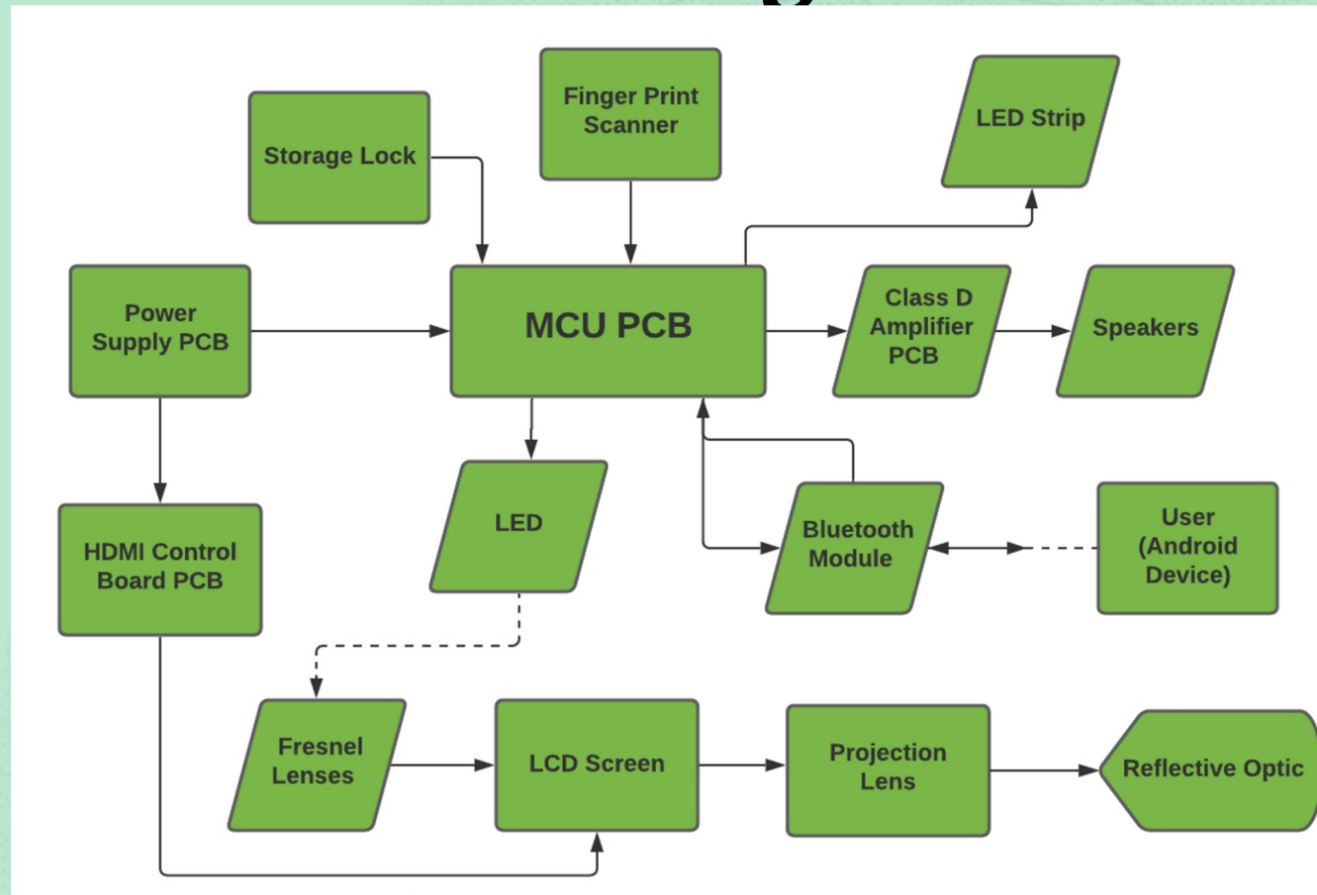 Finger Print
Scanner
LED Strip
Storage Lock
Power
Supply PCB
MCU PCB
Class D
Amplifier
PCB
Speakers
HDMI Control
Board PCB
LED
Bluetooth
Module
User
(Android
Device)
Fresnel
Lenses
LCD Screen
Projection
Lens
Reflective Optic